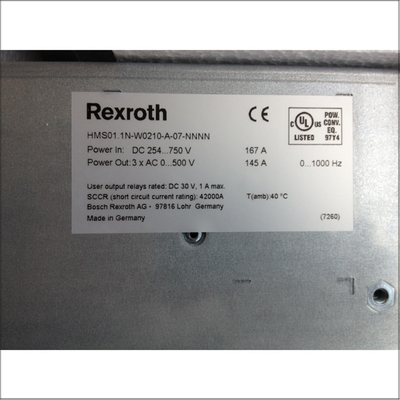 Rexroth
CE
HMS01.1N-W0210-A-07-NNNN
Power In: DC 254...750 V 167 A
Power Out: 3 x AC 0...500 V 145 A 0...1000 Hz
c UL US
LISTED
POW.
CONV.
EQ.
97Y4
User output relays rated: DC 30 V, 1 A max.
SCCR (short circuit current rating): 42000A T(amb):40 °C
Bosch Rexroth AG - 97816 Lohr Germany
Made in Germany (7260)